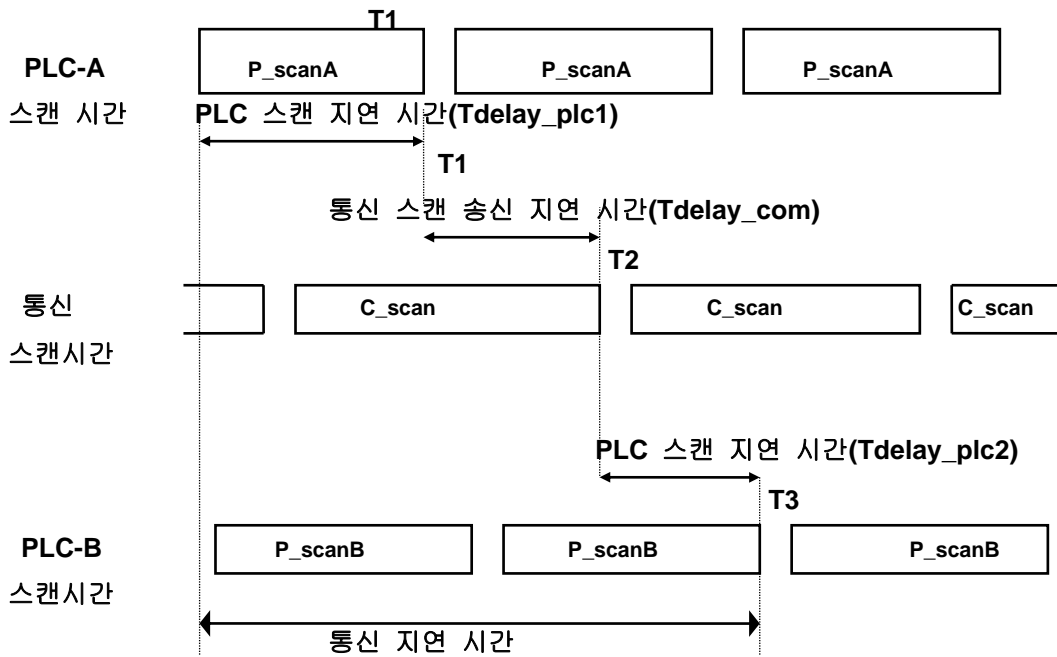 T1
PLC-A
스캔 시간
P_scanA
P_scanA
P_scanA
PLC 스캔 지연 시간(Tdelay_plc1)
T1
통신 스캔 송신 지연 시간(Tdelay_com)
T2
통신
스캔시간
C_scan
C_scan
C_scan
PLC 스캔 지연 시간(Tdelay_plc2)
T3
PLC-B
스캔시간
P_scanB
P_scanB
P_scanB
통신 지연 시간